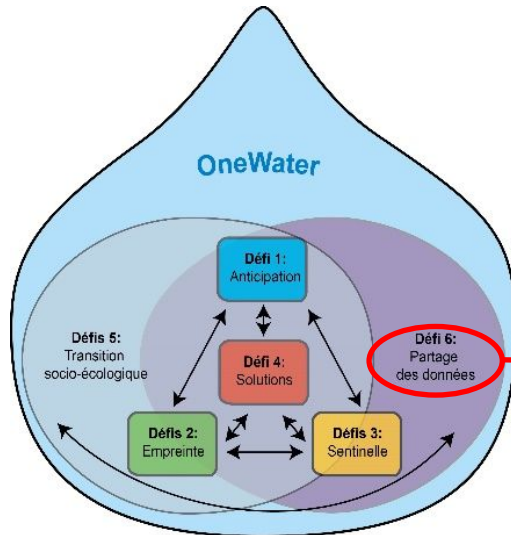 OneWater
Défi 1:
Anticipation
Défis 5:
Transition
socio-écologique
Défi 4:
Solutions
Défi 6:
Partage
des données
Défis 2:
Empreinte
Défis 3:
Sentinelle